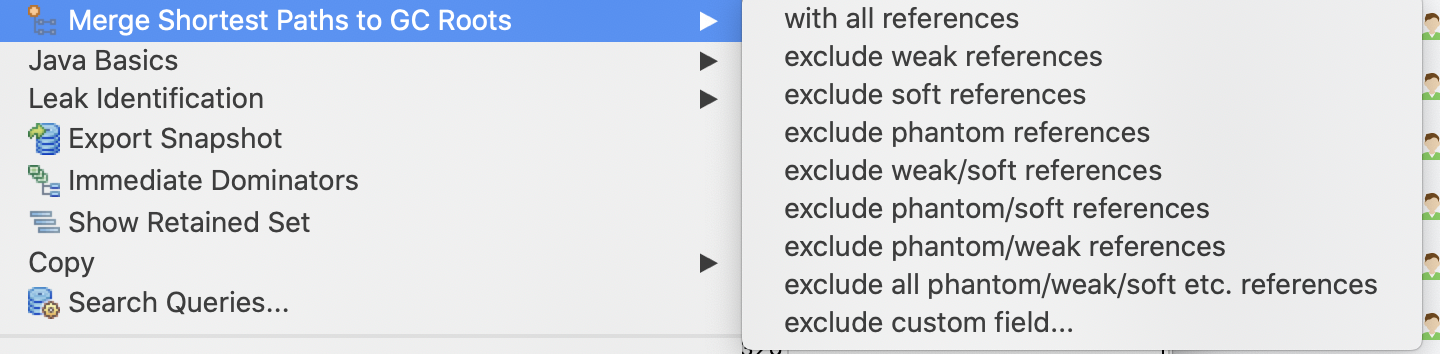 Merge Shortest Paths to GC Roots
Java Basics
Leak Identification
Export Snapshot
Immediate Dominators
Show Retained Set
Copy
Search Queries...
with all references
exclude weak references
exclude soft references
exclude phantom references
exclude weak/soft references
exclude phantom/soft references
exclude phantom/weak references
exclude all phantom/weak/soft etc. references
exclude custom field...